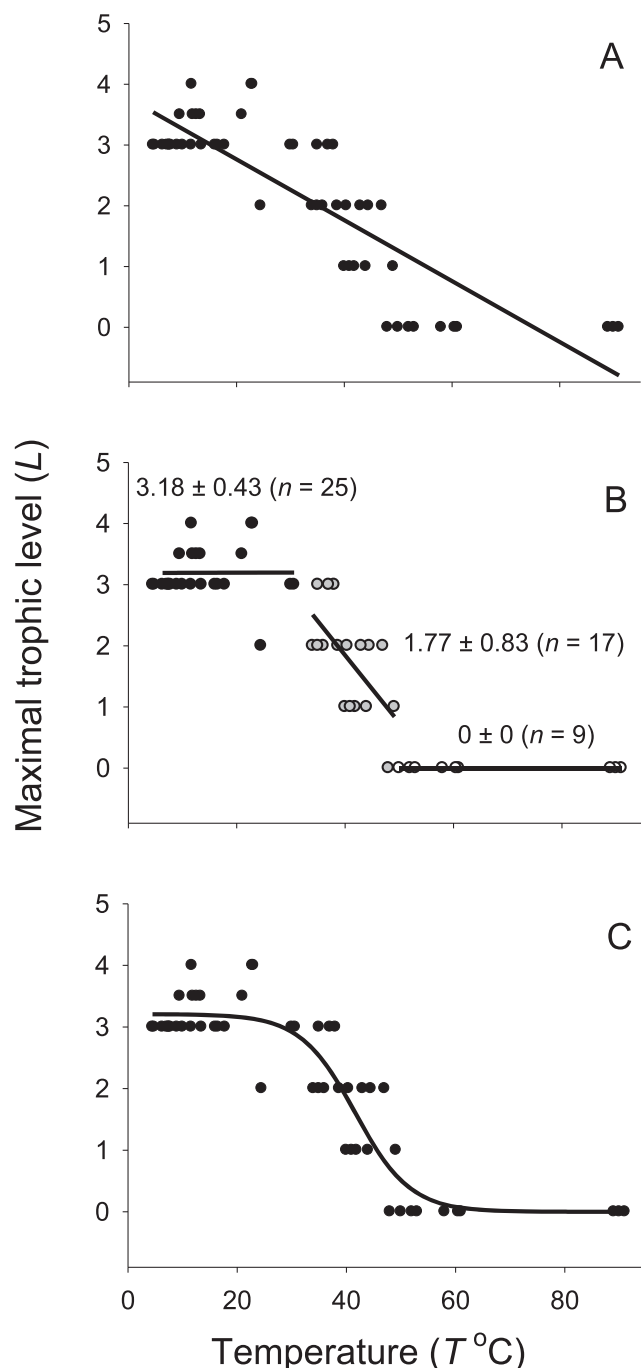 5
A
4
3
2
1
0
Maximal trophic level (L)
5
B
3.18 ± 0.43 (n = 25)
4
3
2
1.77 ± 0.83 (n = 17)
1
0 ± 0 (n = 9)
0
5
C
4
3
2
1
0
0 20 40 60 80
Temperature (T °C)